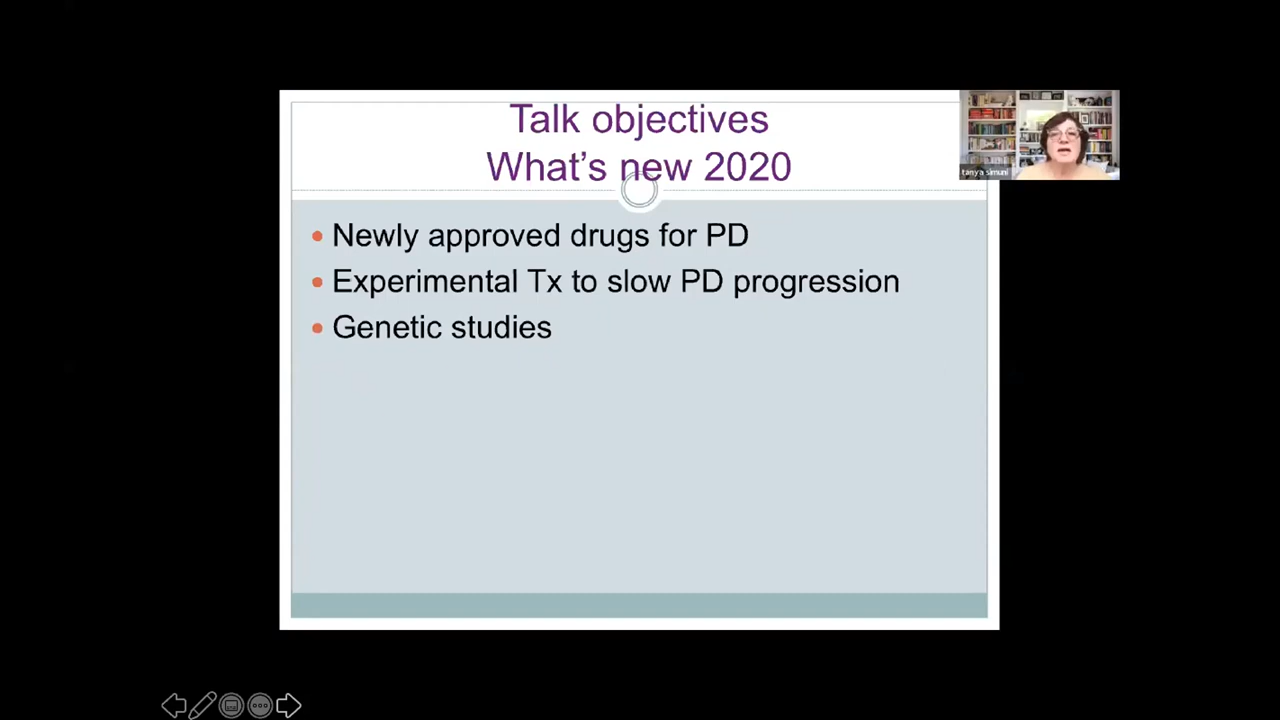 Talk objectives
What's new 2020
• Newly approved drugs for PD
• Experimental Tx to slow PD progression
• Genetic studies
tanya simuni